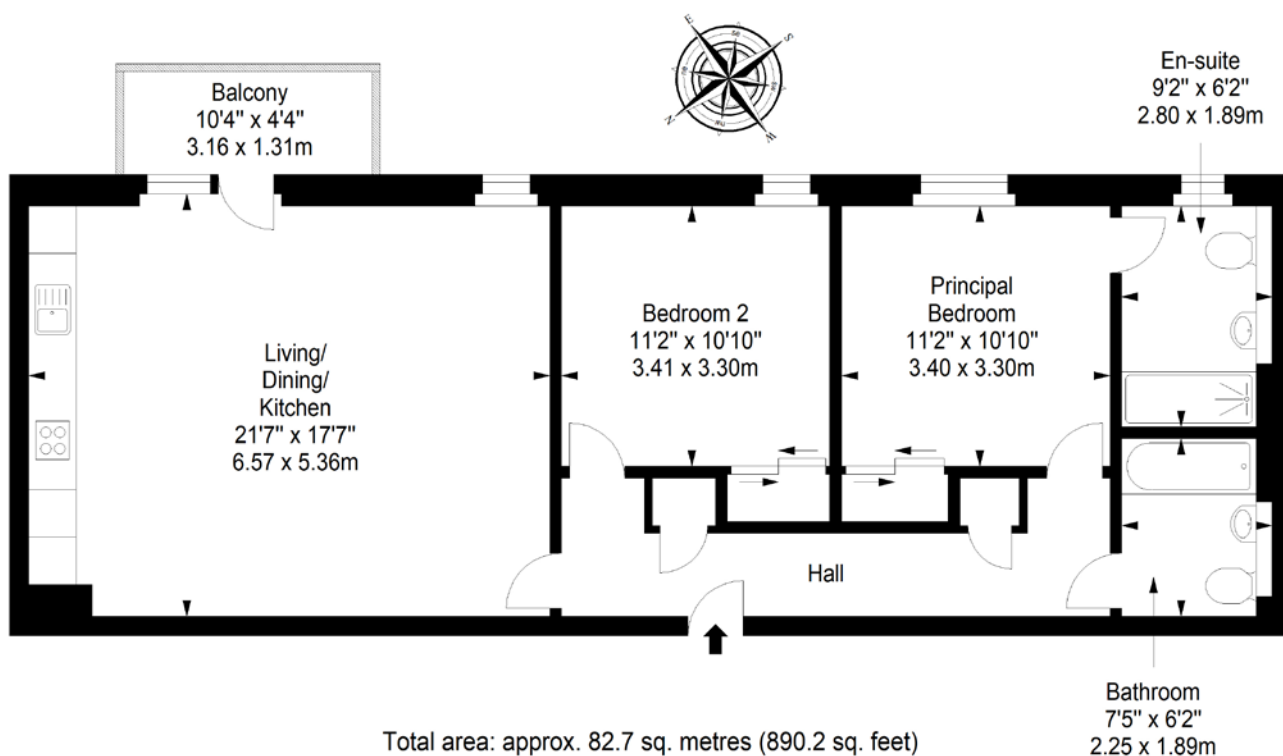 E
S
se
Balcony
10'4" x 4'4"
3.16 x 1.31m
N
W
En-suite
9'2" x 6'2"
2.80 x 1.89m
Living/
Dining/
Kitchen
21'7" x 17'7"
6.57 x 5.36m
Bedroom 2
11'2" x 10'10"
3.41 x 3.30m
Principal
Bedroom
11'2" x 10'10"
3.40 x 3.30m
Hall
Bathroom
7'5" x 6'2"
2.25 x 1.89m
Total area: approx. 82.7 sq. metres (890.2 sq. feet)